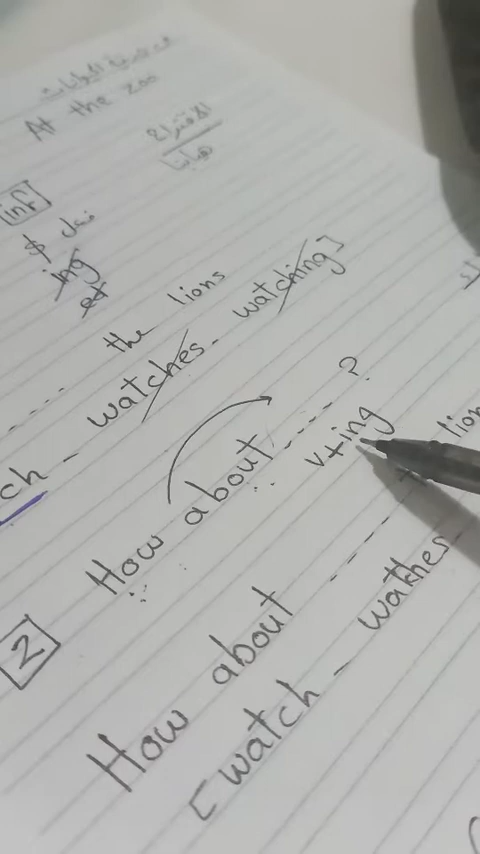 At the zoo
الاقتراح
inf
ing
the lions
ch - watches - watching]
2 How about ------ ?
v+ing
How about ------ lion
[watch - watches